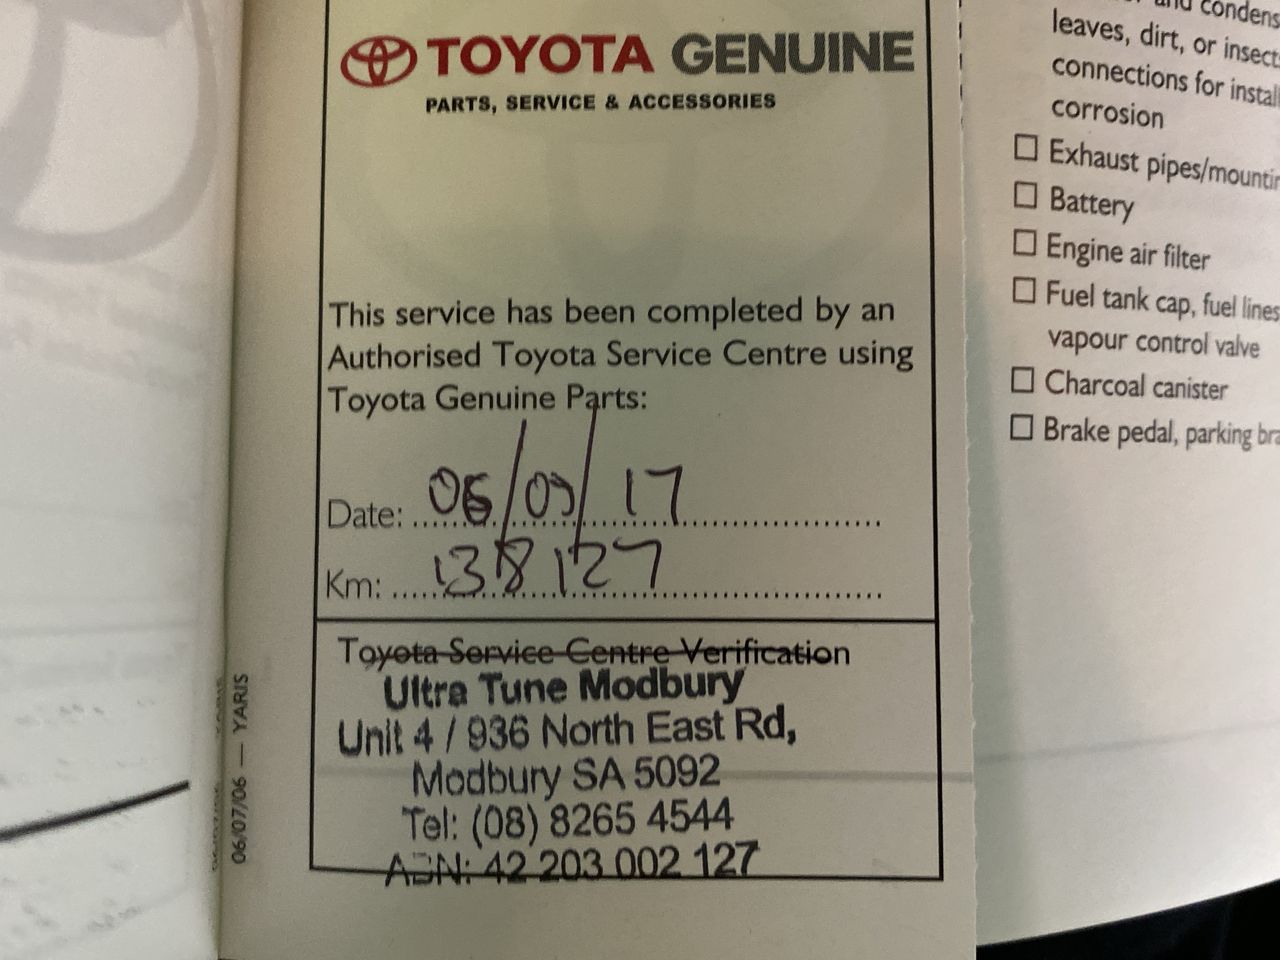 TOYOTA GENUINE
PARTS, SERVICE & ACCESSORIES
This service has been completed by an
Authorised Toyota Service Centre using
Toyota Genuine Parts:
Date: 06/09/17
Km: 138127
Toyota Service Centre Verification
Ultra Tune Modbury
Unit 4 / 936 North East Rd,
Modbury SA 5092
Tel: (08) 8265 4544
ABN: 42 203 002 127
06/07/06 — YARIS
and condens
leaves, dirt, or insects
connections for install
corrosion
Exhaust pipes/mountin
Battery
Engine air filter
Fuel tank cap, fuel lines
vapour control valve
Charcoal canister
Brake pedal, parking bra